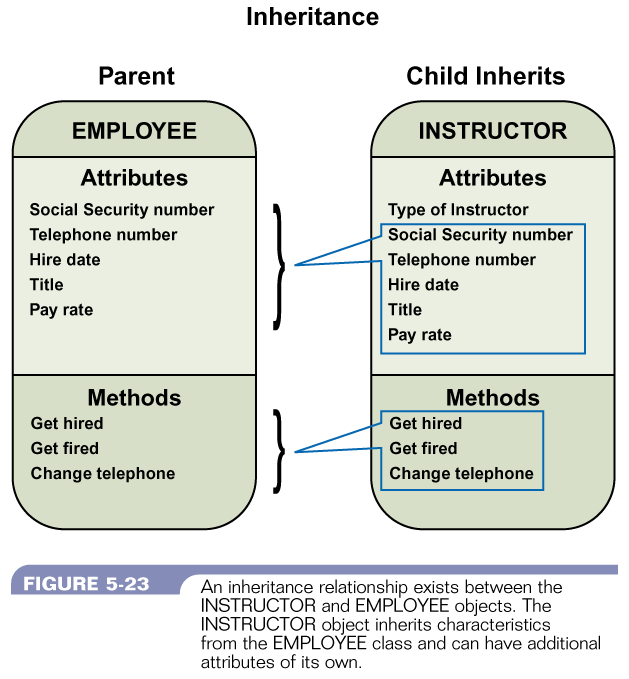 Inheritance
Parent
EMPLOYEE
Attributes
Social Security number
Telephone number
Hire date
Title
Pay rate
Methods
Get hired
Get fired
Change telephone
Child Inherits
INSTRUCTOR
Attributes
Type of Instructor
Social Security number
Telephone number
Hire date
Title
Pay rate
Methods
Get hired
Get fired
Change telephone
FIGURE 5-23
An inheritance relationship exists between the
INSTRUCTOR and EMPLOYEE objects. The
INSTRUCTOR object inherits characteristics
from the EMPLOYEE class and can have additional
attributes of its own.